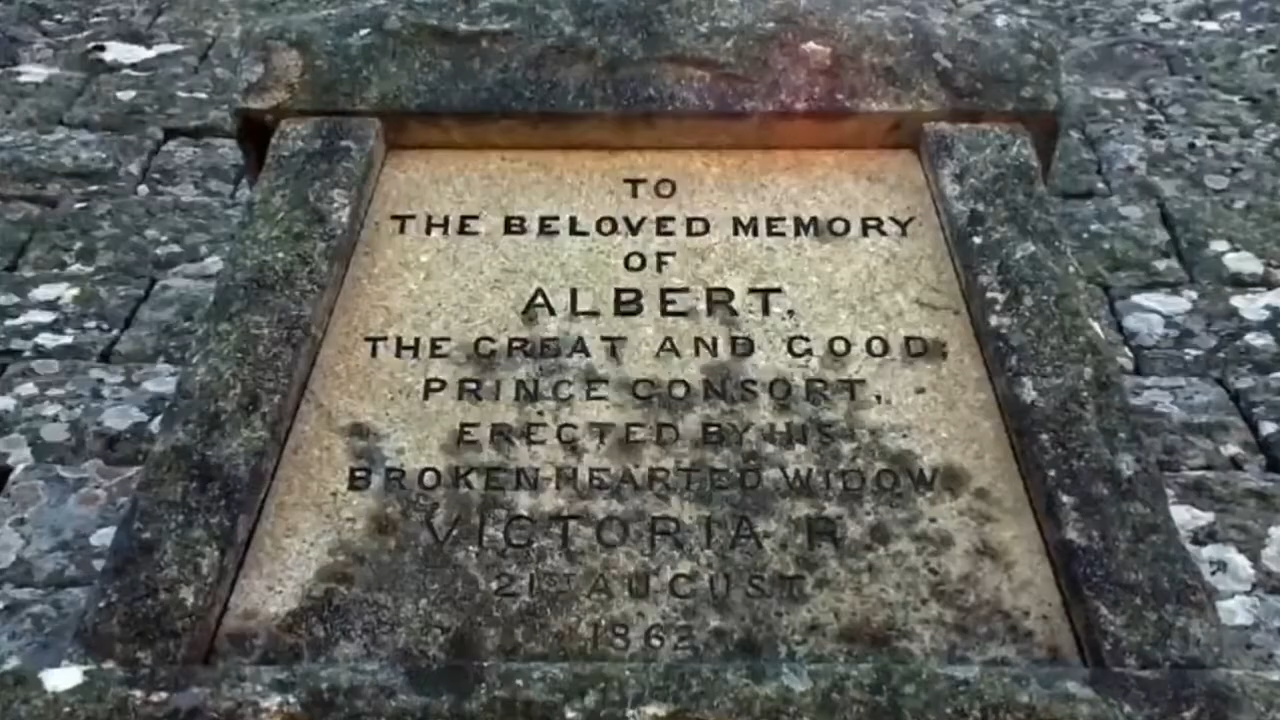 TO
THE BELOVED MEMORY
OF
ALBERT,
THE GREAT AND GOOD;
PRINCE CONSORT,
ERECTED BY HIS
BROKEN-HEARTED WIDOW
VICTORIA R
21ST AUGUST
1862